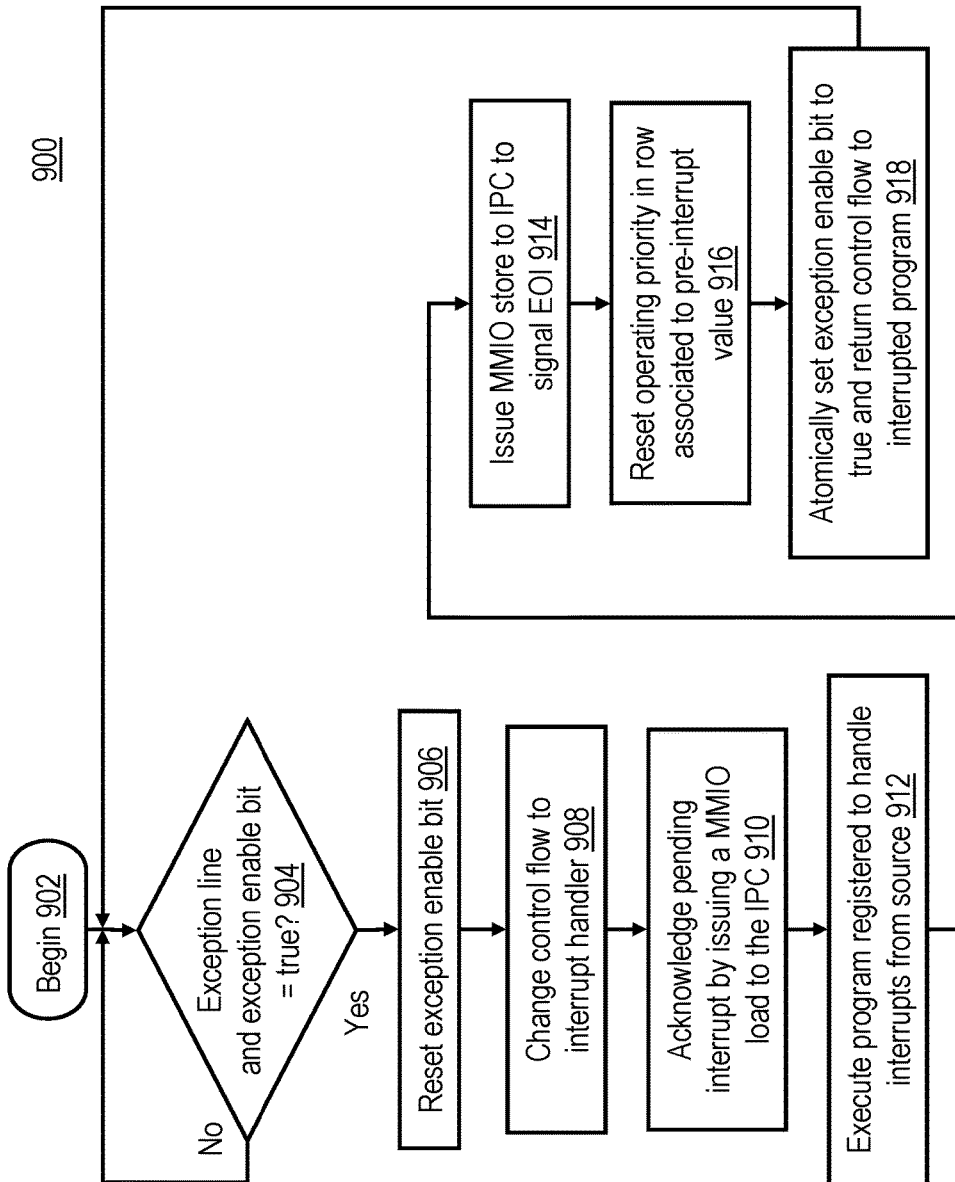 900
Begin 902
Exception line
and exception enable bit
= true? 904
No
Yes
Reset exception enable bit 906
Change control flow to
interrupt handler 908
Acknowledge pending
interrupt by issuing a MMIO
load to the IPC 910
Execute program registered to handle
interrupts from source 912
Issue MMIO store to IPC to
signal EOI 914
Reset operating priority in row
associated to pre-interrupt
value 916
Atomically set exception enable bit to
true and return control flow to
interrupted program 918